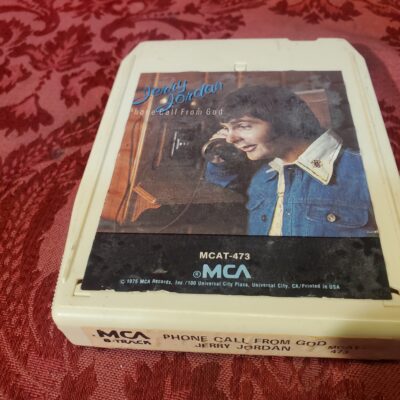 Jerry
Jordan
Phone Call From God
MCAT-473
®MCA
© 1975 MCA Records, Inc /100 Universal City Plaza, Universal City, CA/Printed in USA
MCA PHONE CALL FROM GOD MCAT-
8-TRACK JERRY JORDAN 473